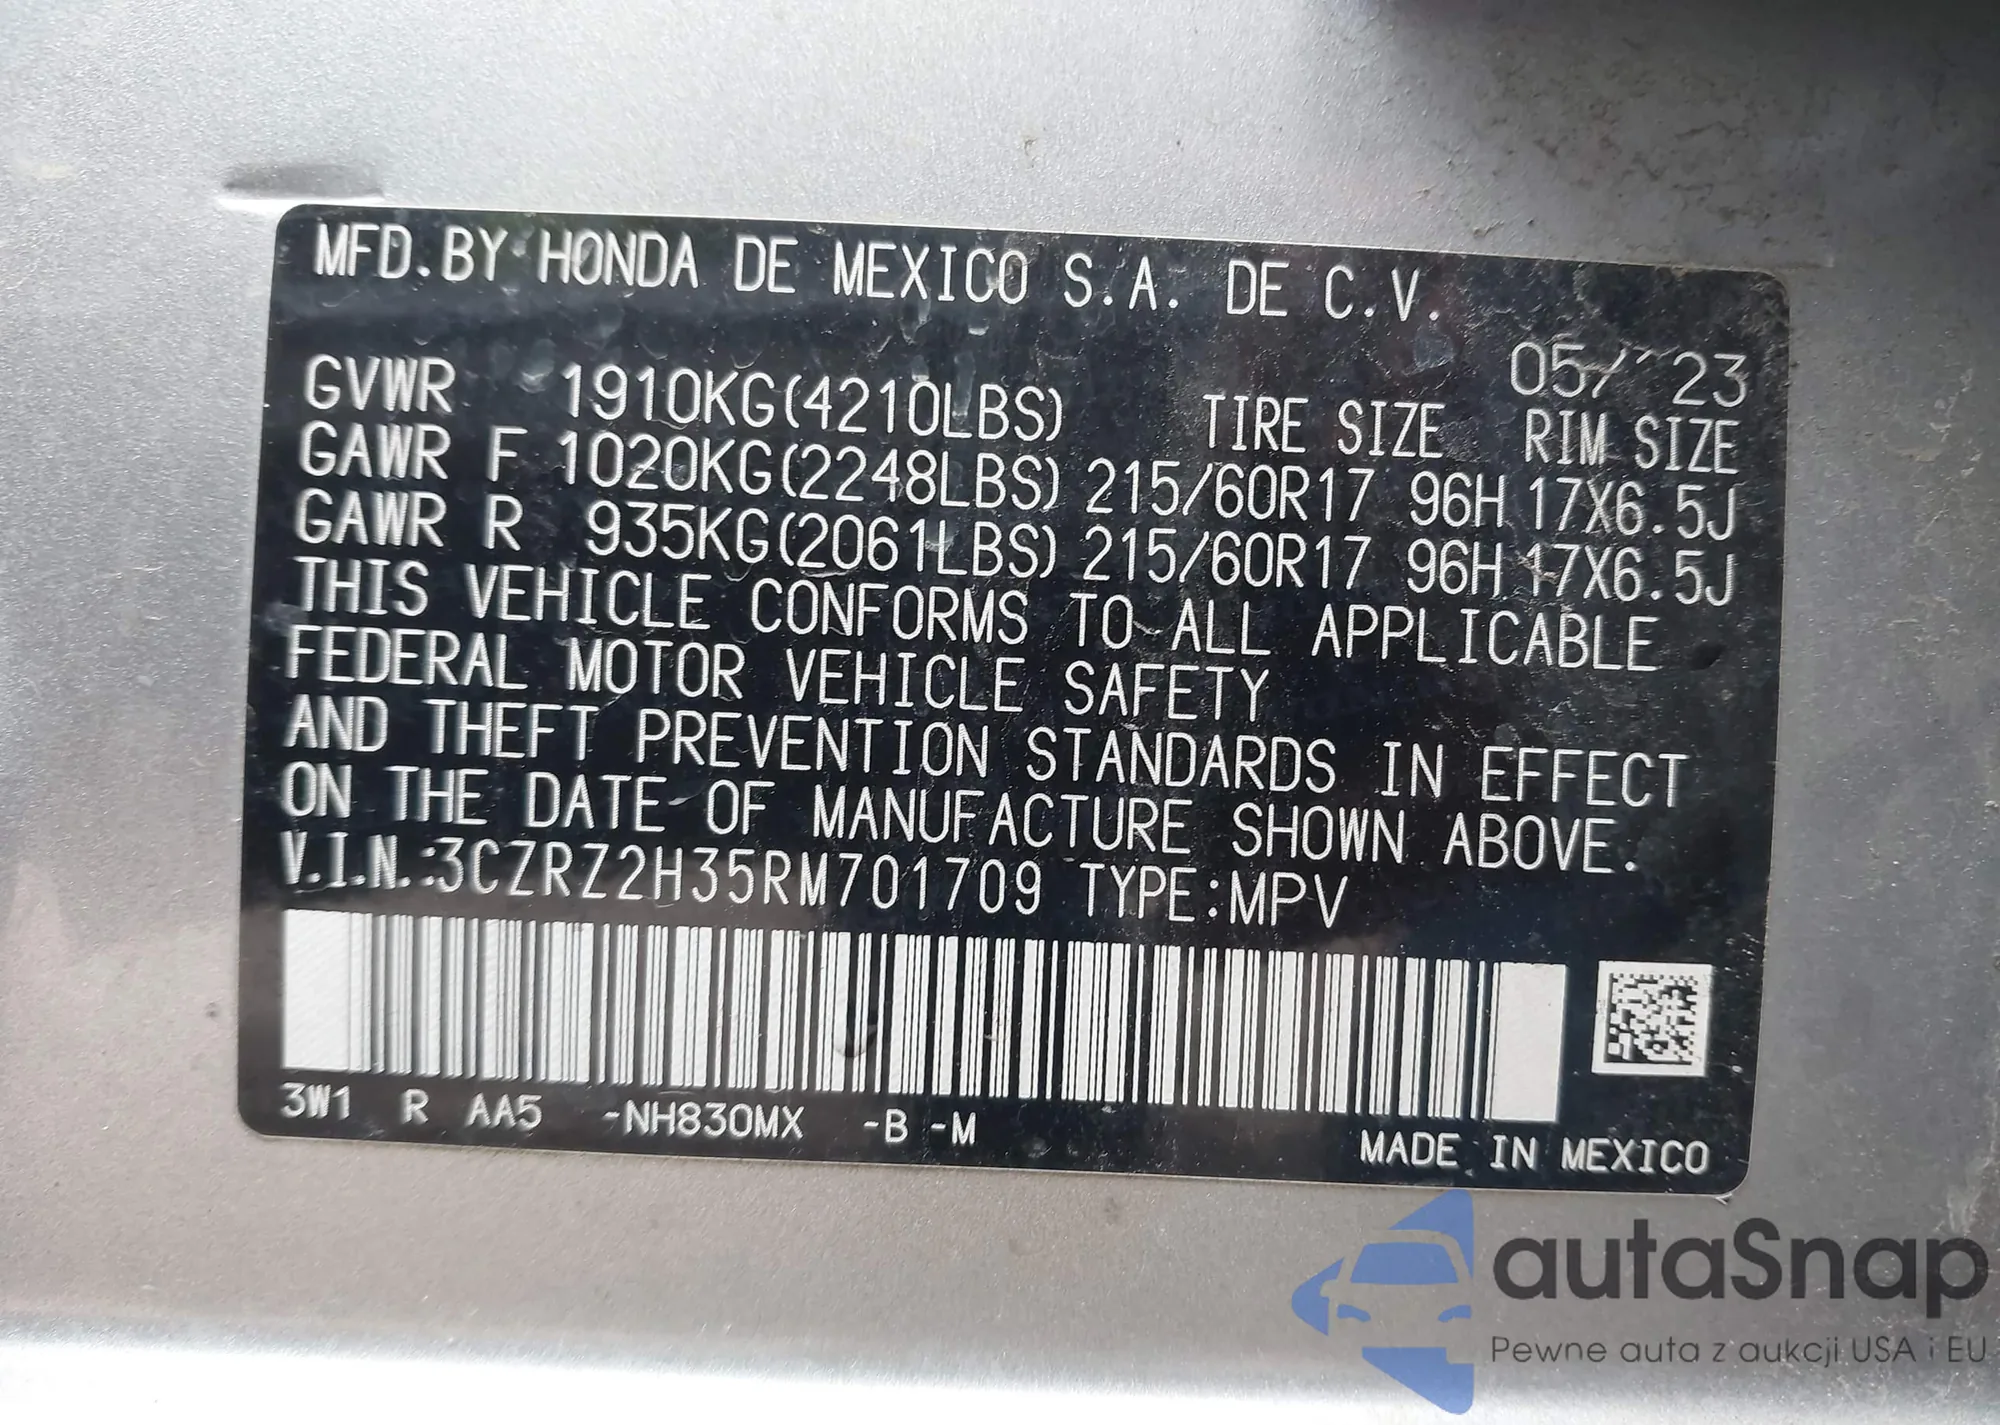 MFD.BY HONDA DE MEXICO S.A. DE C.V.
05/ 23
GVWR 1910KG(4210LBS) TIRE SIZE RIM SIZE
GAWR F 1020KG(2248LBS) 215/60R17 96H 17X6.5J
GAWR R 935KG(2061LBS) 215/60R17 96H 17X6.5J
THIS VEHICLE CONFORMS TO ALL APPLICABLE
FEDERAL MOTOR VEHICLE SAFETY
AND THEFT PREVENTION STANDARDS IN EFFECT
ON THE DATE OF MANUFACTURE SHOWN ABOVE.
V.I.N.:3CZRZ2H35RM701709 TYPE:MPV
3W1 R AA5 -NH830MX -B -M
MADE IN MEXICO
autaSnap
Pewne auta z aukcji USA i EU